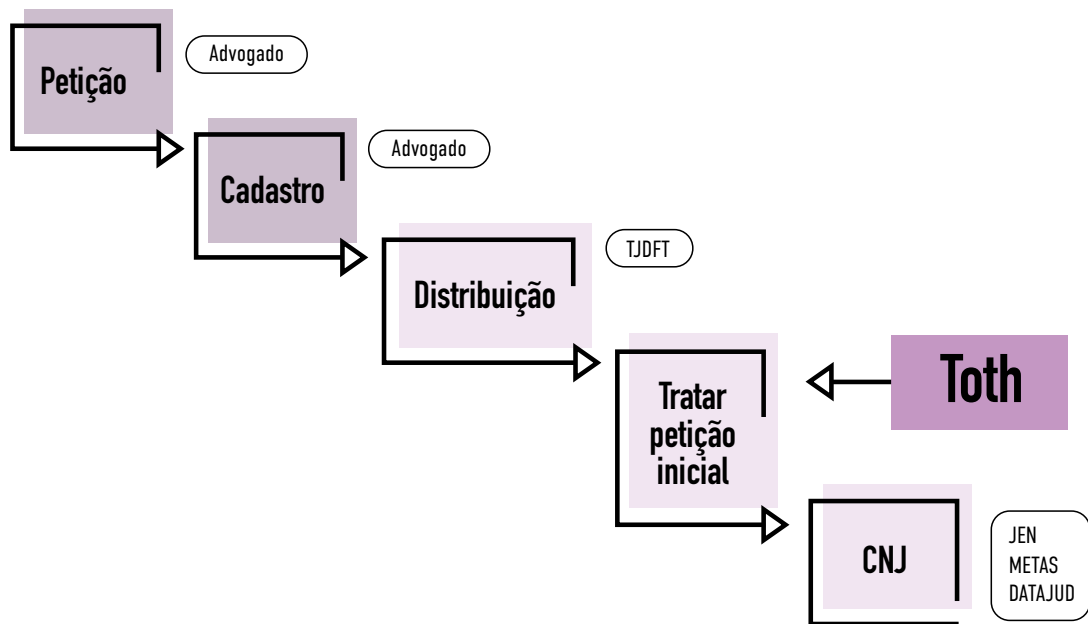 Petição
Advogado
Cadastro
Advogado
Distribuição
TJDFT
Tratar
petição
inicial
Toth
CNJ
JEN
METAS
DATAJUD